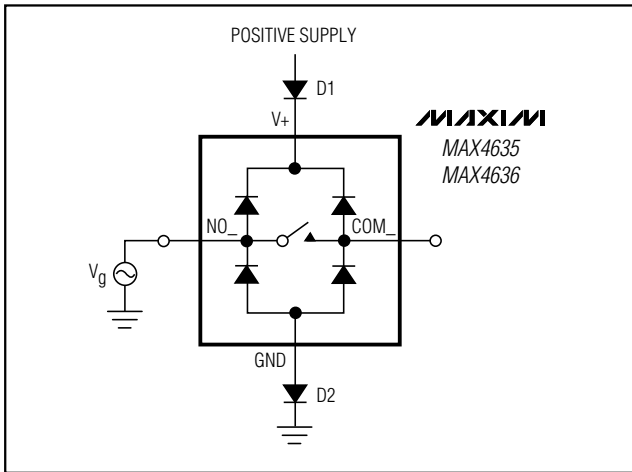 POSITIVE SUPPLY
D1
V+
MAXIM
MAX4635
MAX4636
NO_
COM_
Vg
GND
D2